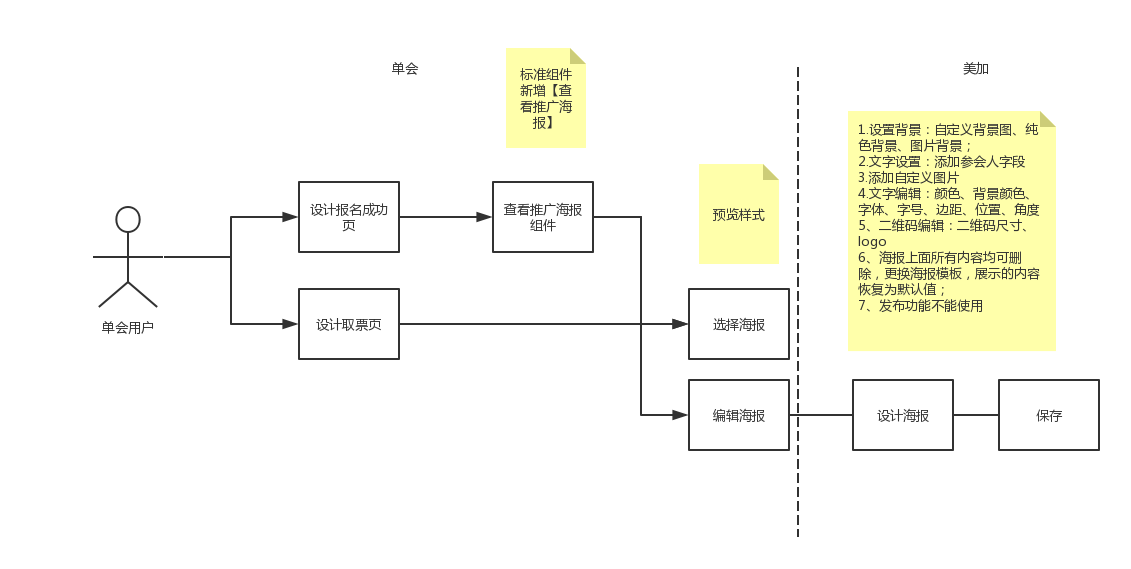 单会
美加
标准组件
新增【查
看推广海
报】
1.设置背景：自定义背景图、纯
色背景、图片背景；
2.文字设置：添加参会人字段
3.添加自定义图片
4.文字编辑：颜色、背景颜色、
字体、字号、边距、位置、角度
5、二维码编辑：二维码尺寸、
logo
6、海报上面所有内容均可删
除，更换海报模板，展示的内容
恢复为默认值；
7、发布功能不能使用
预览样式
设计报名成功
页
查看推广海报
组件
单会用户
设计取票页
选择海报
编辑海报
设计海报
保存